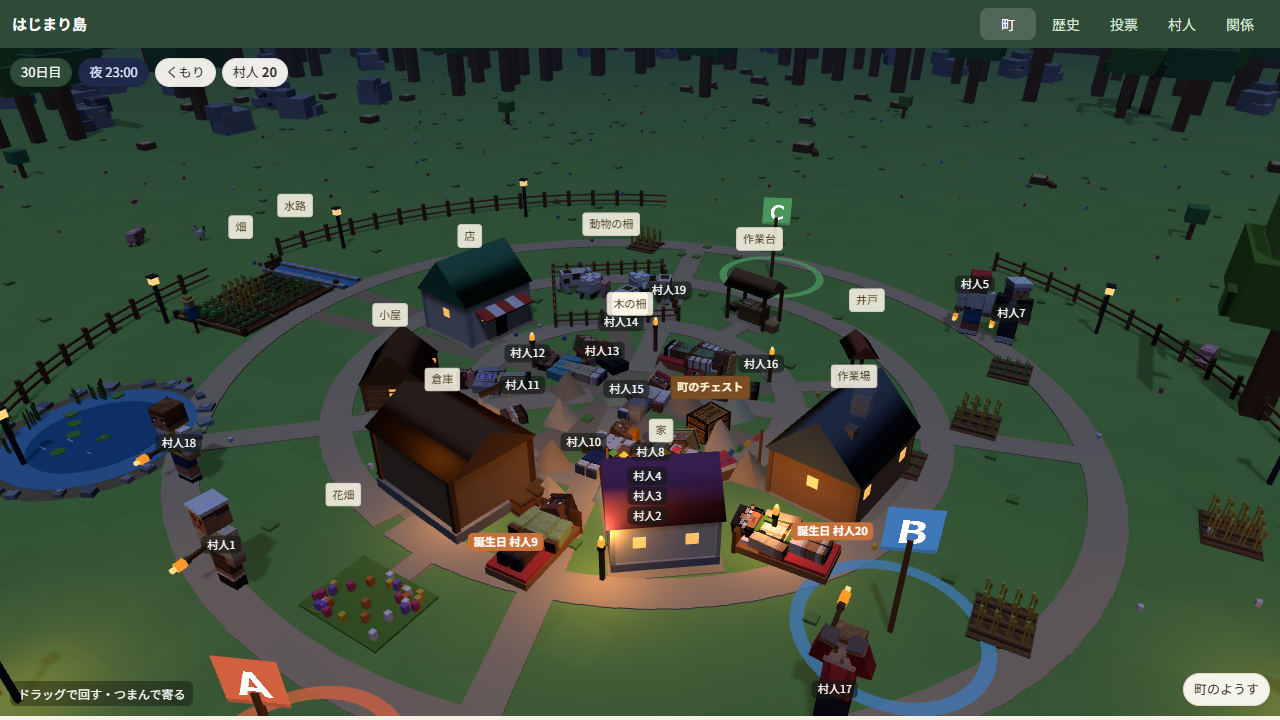 はじまり島
町
歴史
投票
村人
関係
30日目
夜 23:00
くもり
村人 20
水路
畑
店
動物の柵
C
作業台
村人19
木の柵
村人14
村人5
村人7
井戸
小屋
村人12
村人13
村人16
倉庫
村人11
村人15
町のチェスト
作業場
村人18
村人10
家
村人8
村人4
村人3
村人2
花畑
村人1
誕生日 村人9
誕生日 村人20
B
A
村人17
ドラッグで回す・つまんで寄る
町のようす